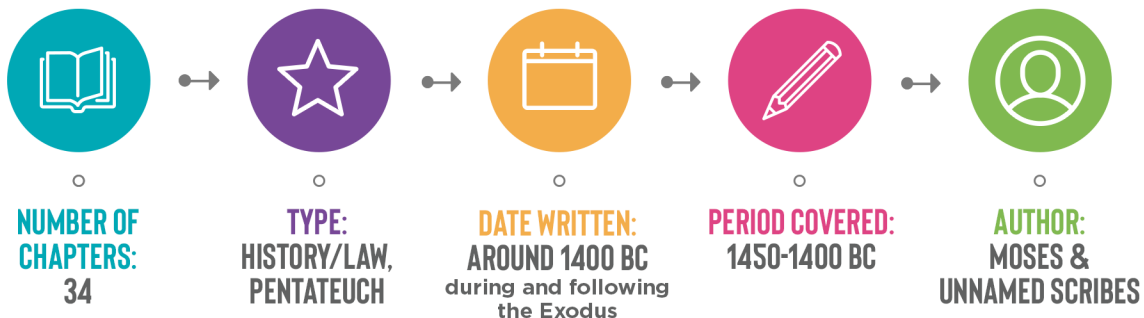 NUMBER OF
CHAPTERS:
34
TYPE:
HISTORY/LAW,
PENTATEUCH
DATE WRITTEN:
AROUND 1400 BC
during and following
the Exodus
PERIOD COVERED:
1450-1400 BC
AUTHOR:
MOSES &
UNNAMED SCRIBES